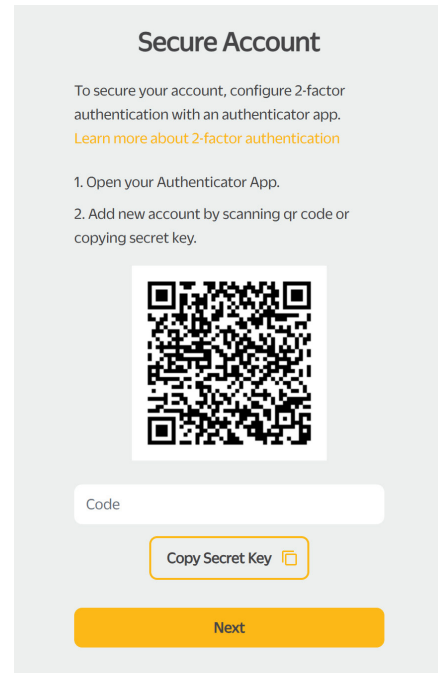 Secure Account
To secure your account, configure 2-factor
authentication with an authenticator app.
Learn more about 2-factor authentication
1. Open your Authenticator App.
2. Add new account by scanning qr code or
copying secret key.
Code
Copy Secret Key
Next